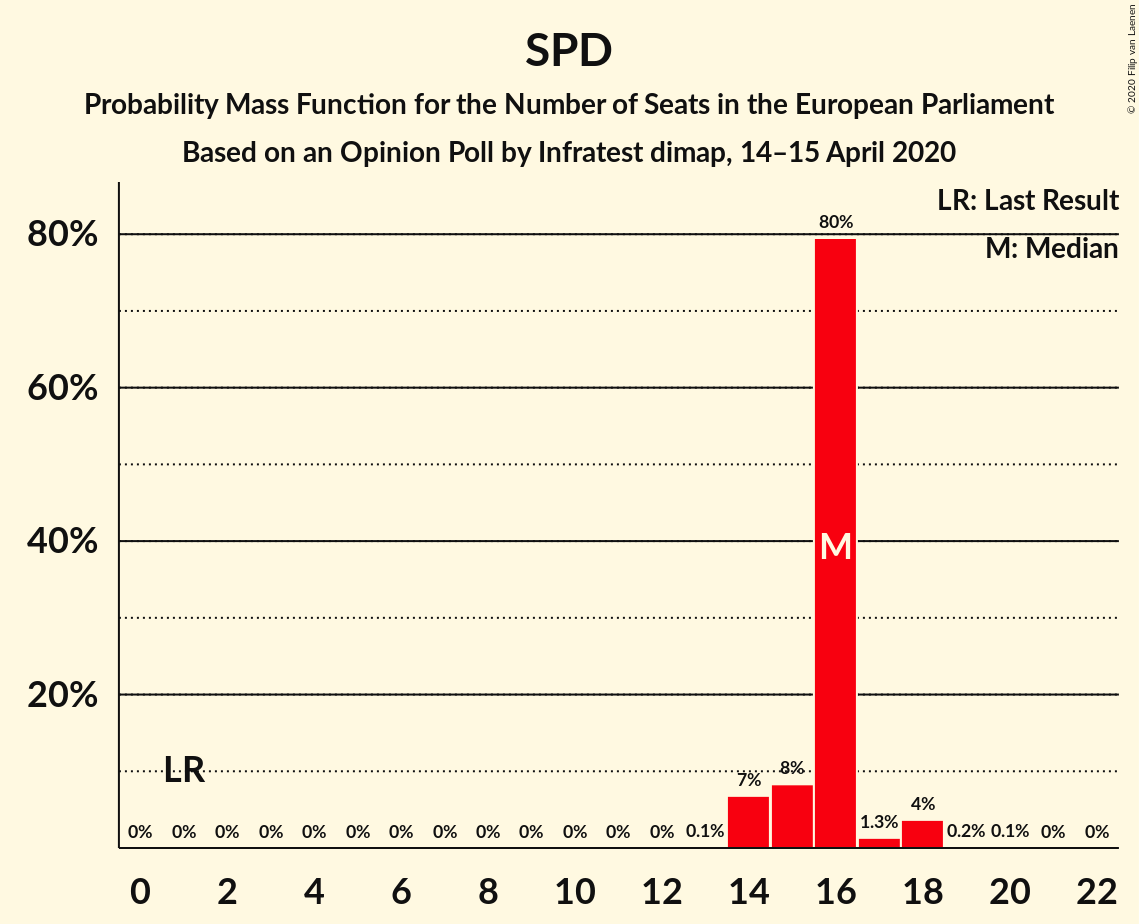 SPD
Probability Mass Function for the Number of Seats in the European Parliament
Based on an Opinion Poll by Infratest dimap, 14–15 April 2020
© 2020 Filip van Laenen
LR: Last Result
M: Median
80%
60%
40%
20%
80%
M
LR
7%
8%
4%
1.3%
0% 0% 0% 0% 0% 0% 0% 0% 0% 0% 0% 0% 0% 0.1% 0.2% 0.1% 0% 0%
0 2 4 6 8 10 12 14 16 18 20 22